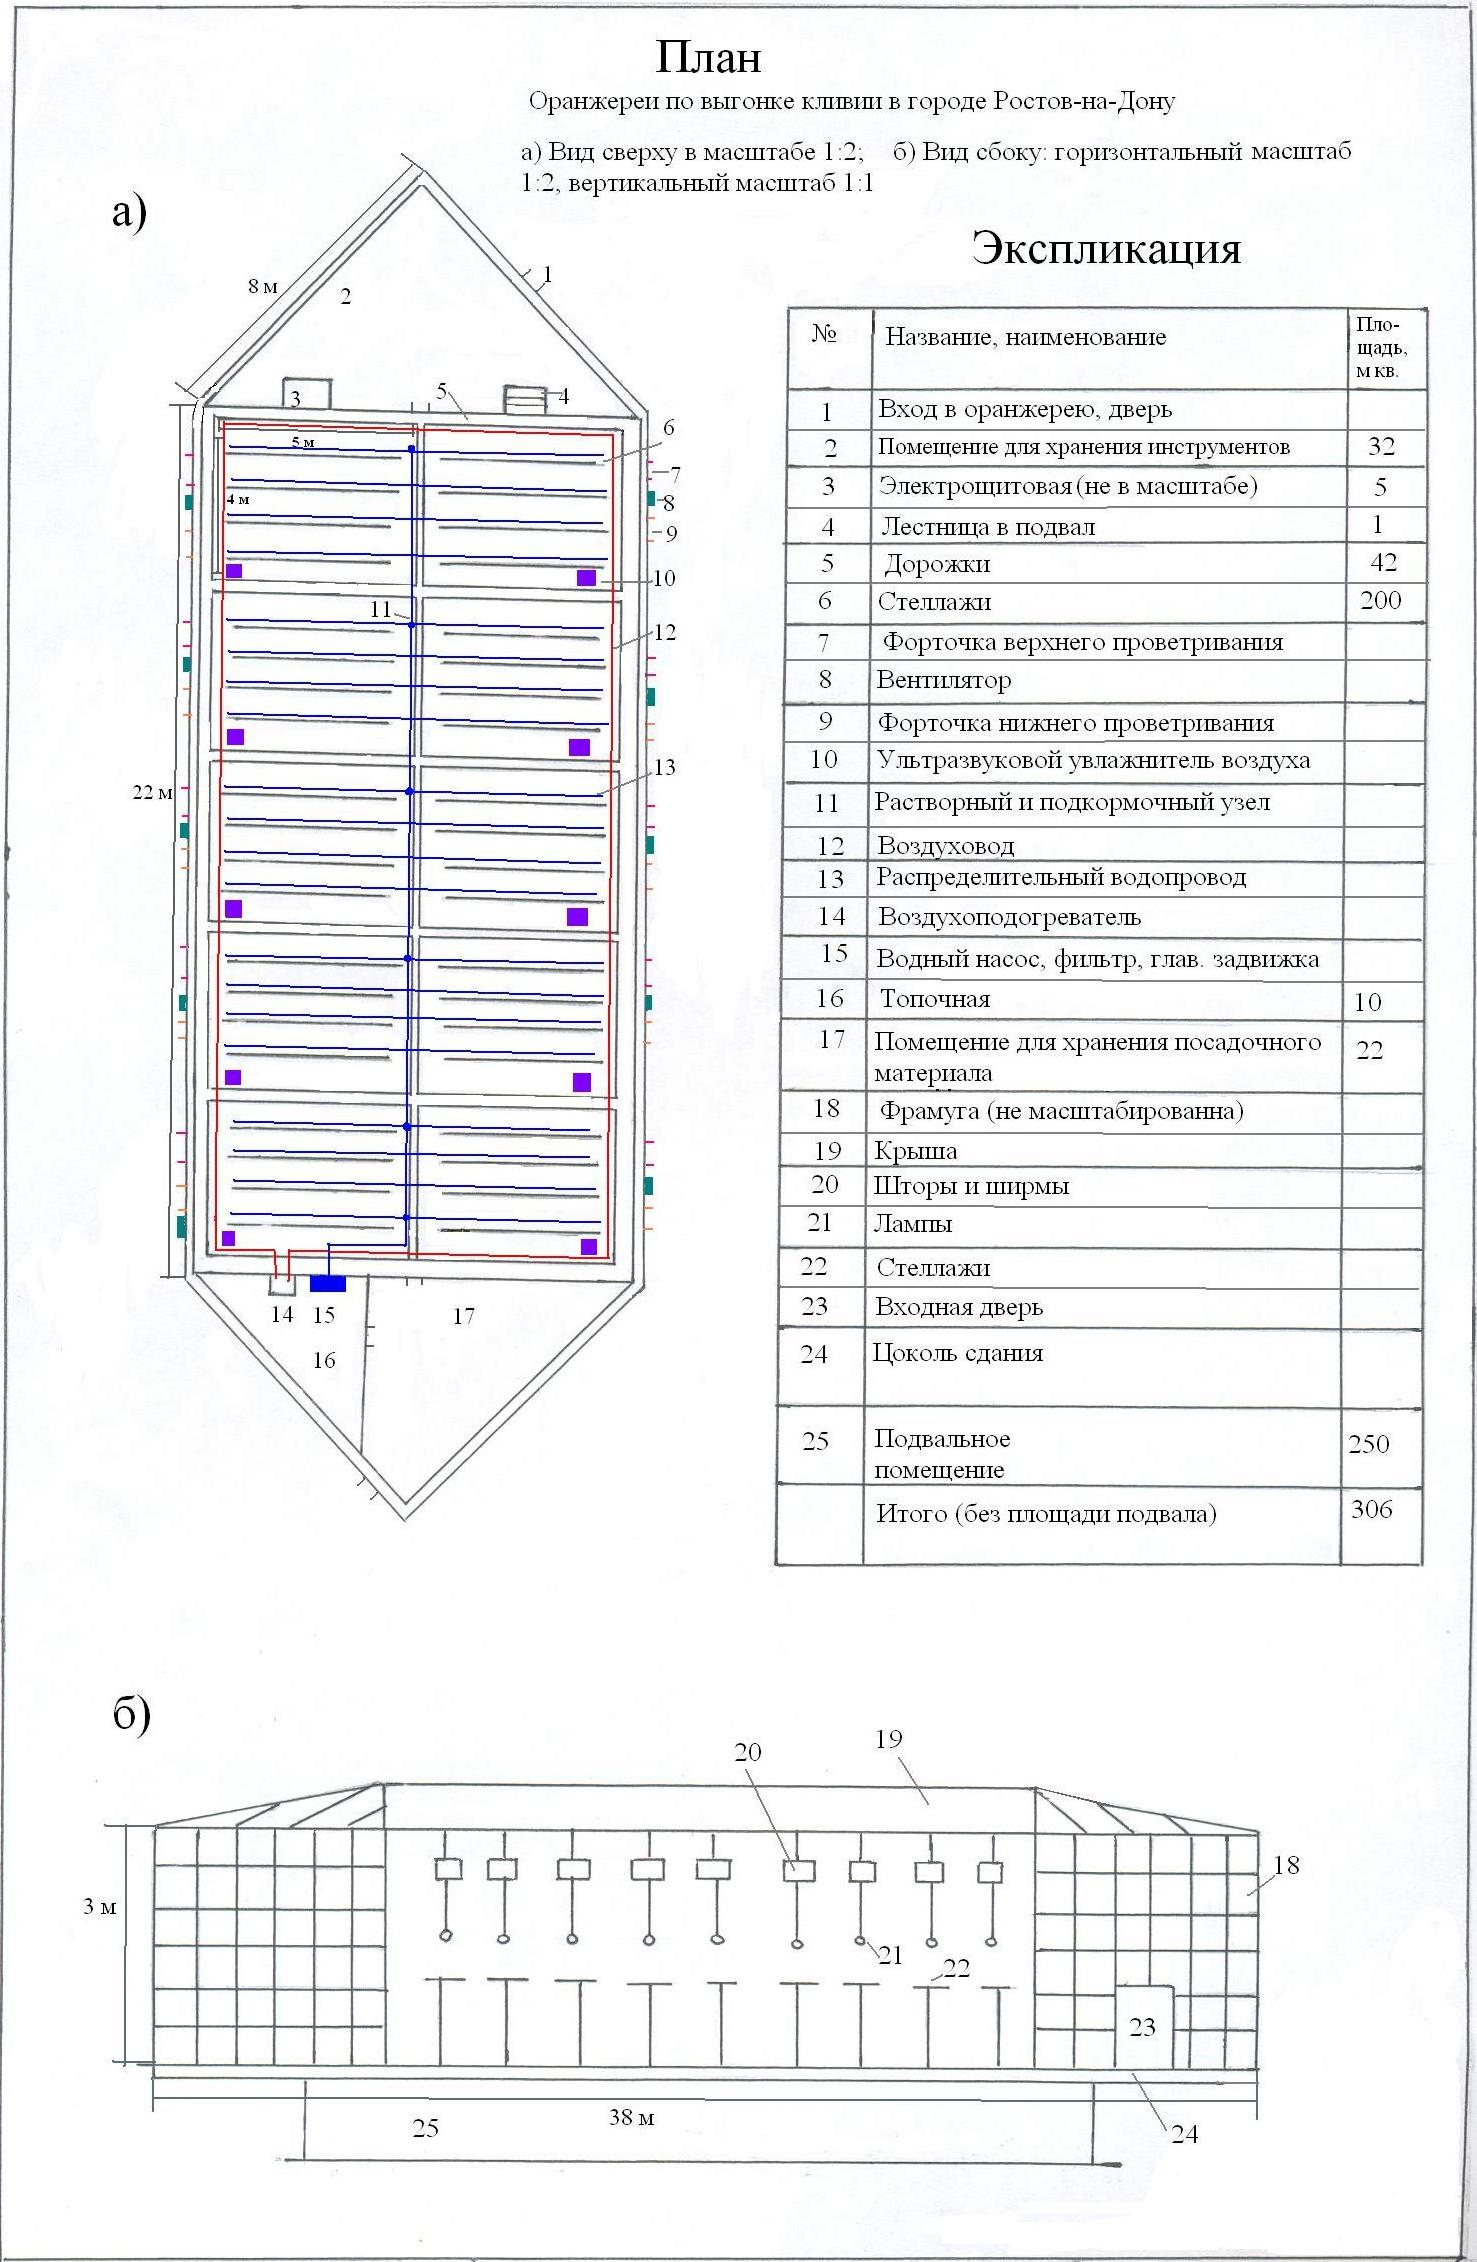 План
Оранжереи по выгонке кливии в городе Ростов-на-Дону
а) Вид сверху в масштабе 1:2; б) Вид сбоку: горизонтальный масштаб
1:2, вертикальный масштаб 1:1
а)
8 м
1
2
3
5
4
5 м
4 м
6
7
8
9
10
11
12
13
22 м
14
15
16
17
Экспликация
№ Название, наименование Пло-
щадь,
м кв.
1 Вход в оранжерею, дверь
2 Помещение для хранения инструментов 32
3 Электрощитовая (не в масштабе) 5
4 Лестница в подвал 1
5 Дорожки 42
6 Стеллажи 200
7 Форточка верхнего проветривания
8 Вентилятор
9 Форточка нижнего проветривания
10 Ультразвуковой увлажнитель воздуха
11 Растворный и подкормочный узел
12 Воздуховод
13 Распределительный водопровод
14 Воздухоподогреватель
15 Водный насос, фильтр, глав. задвижка
16 Топочная 10
17 Помещение для хранения посадочного
материала 22
18 Фрамуга (не масштабированна)
19 Крыша
20 Шторы и ширмы
21 Лампы
22 Стеллажи
23 Входная дверь
24 Цоколь сдания
25 Подвальное
помещение 250
Итого (без площади подвала) 306
б)
20
19
18
3 м
21
22
23
38 м
25
24